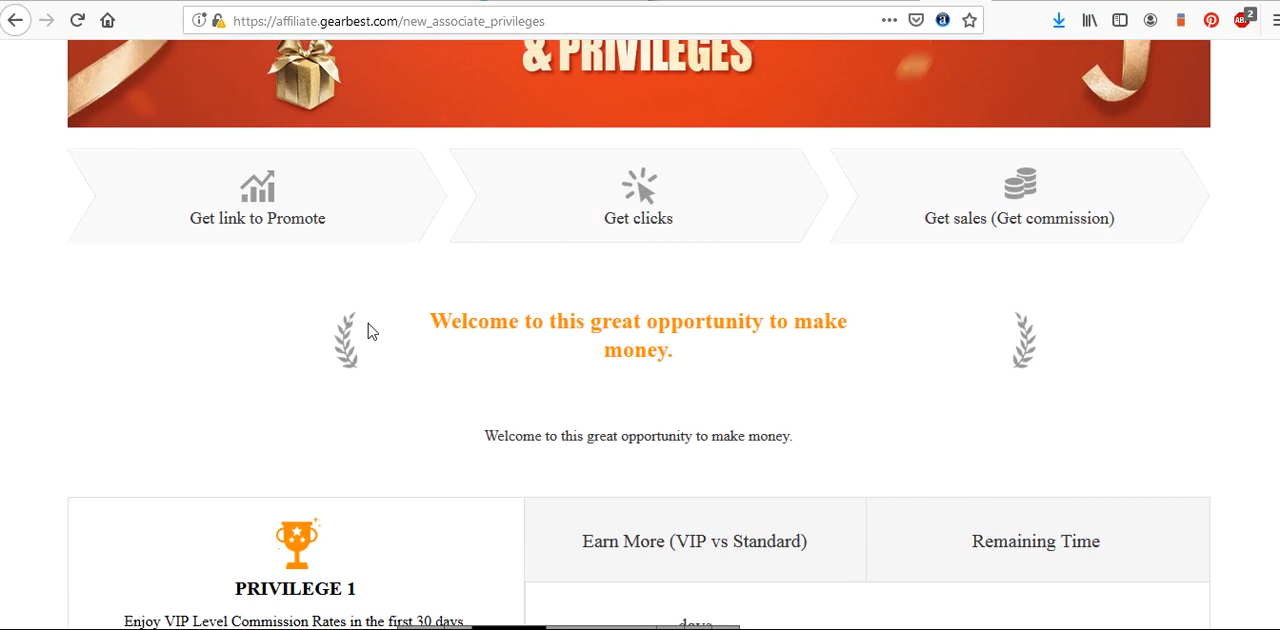 https://affiliate.gearbest.com/new_associate_privileges
2
& PRIVILEGES
Get link to Promote
Get clicks
Get sales (Get commission)
Welcome to this great opportunity to make
money.
Welcome to this great opportunity to make money.
PRIVILEGE 1
Enjoy VIP Level Commission Rates in the first 30 days
Earn More (VIP vs Standard)
Remaining Time
days